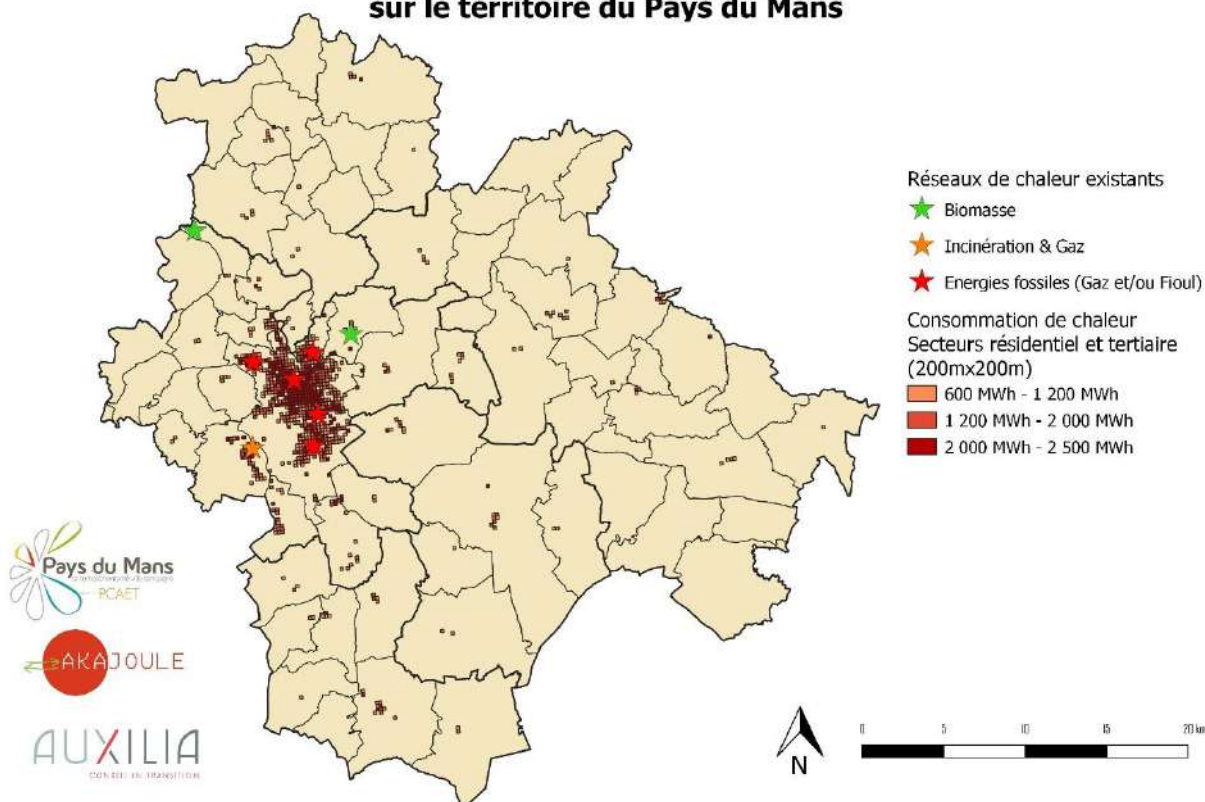 sur le territoire du Pays du Mans
Réseaux de chaleur existants
Biomasse
Incinération & Gaz
Energies fossiles (Gaz et/ou Fioul)
Consommation de chaleur
Secteurs résidentiel et tertiaire
(200mx200m)
600 MWh - 1 200 MWh
1 200 MWh - 2 000 MWh
2 000 MWh - 2 500 MWh
Pays du Mans
PCAET
AKAJOULE
AUXILIA
CONSEIL EN TRANSITION
N
0 5 10 15 20 km